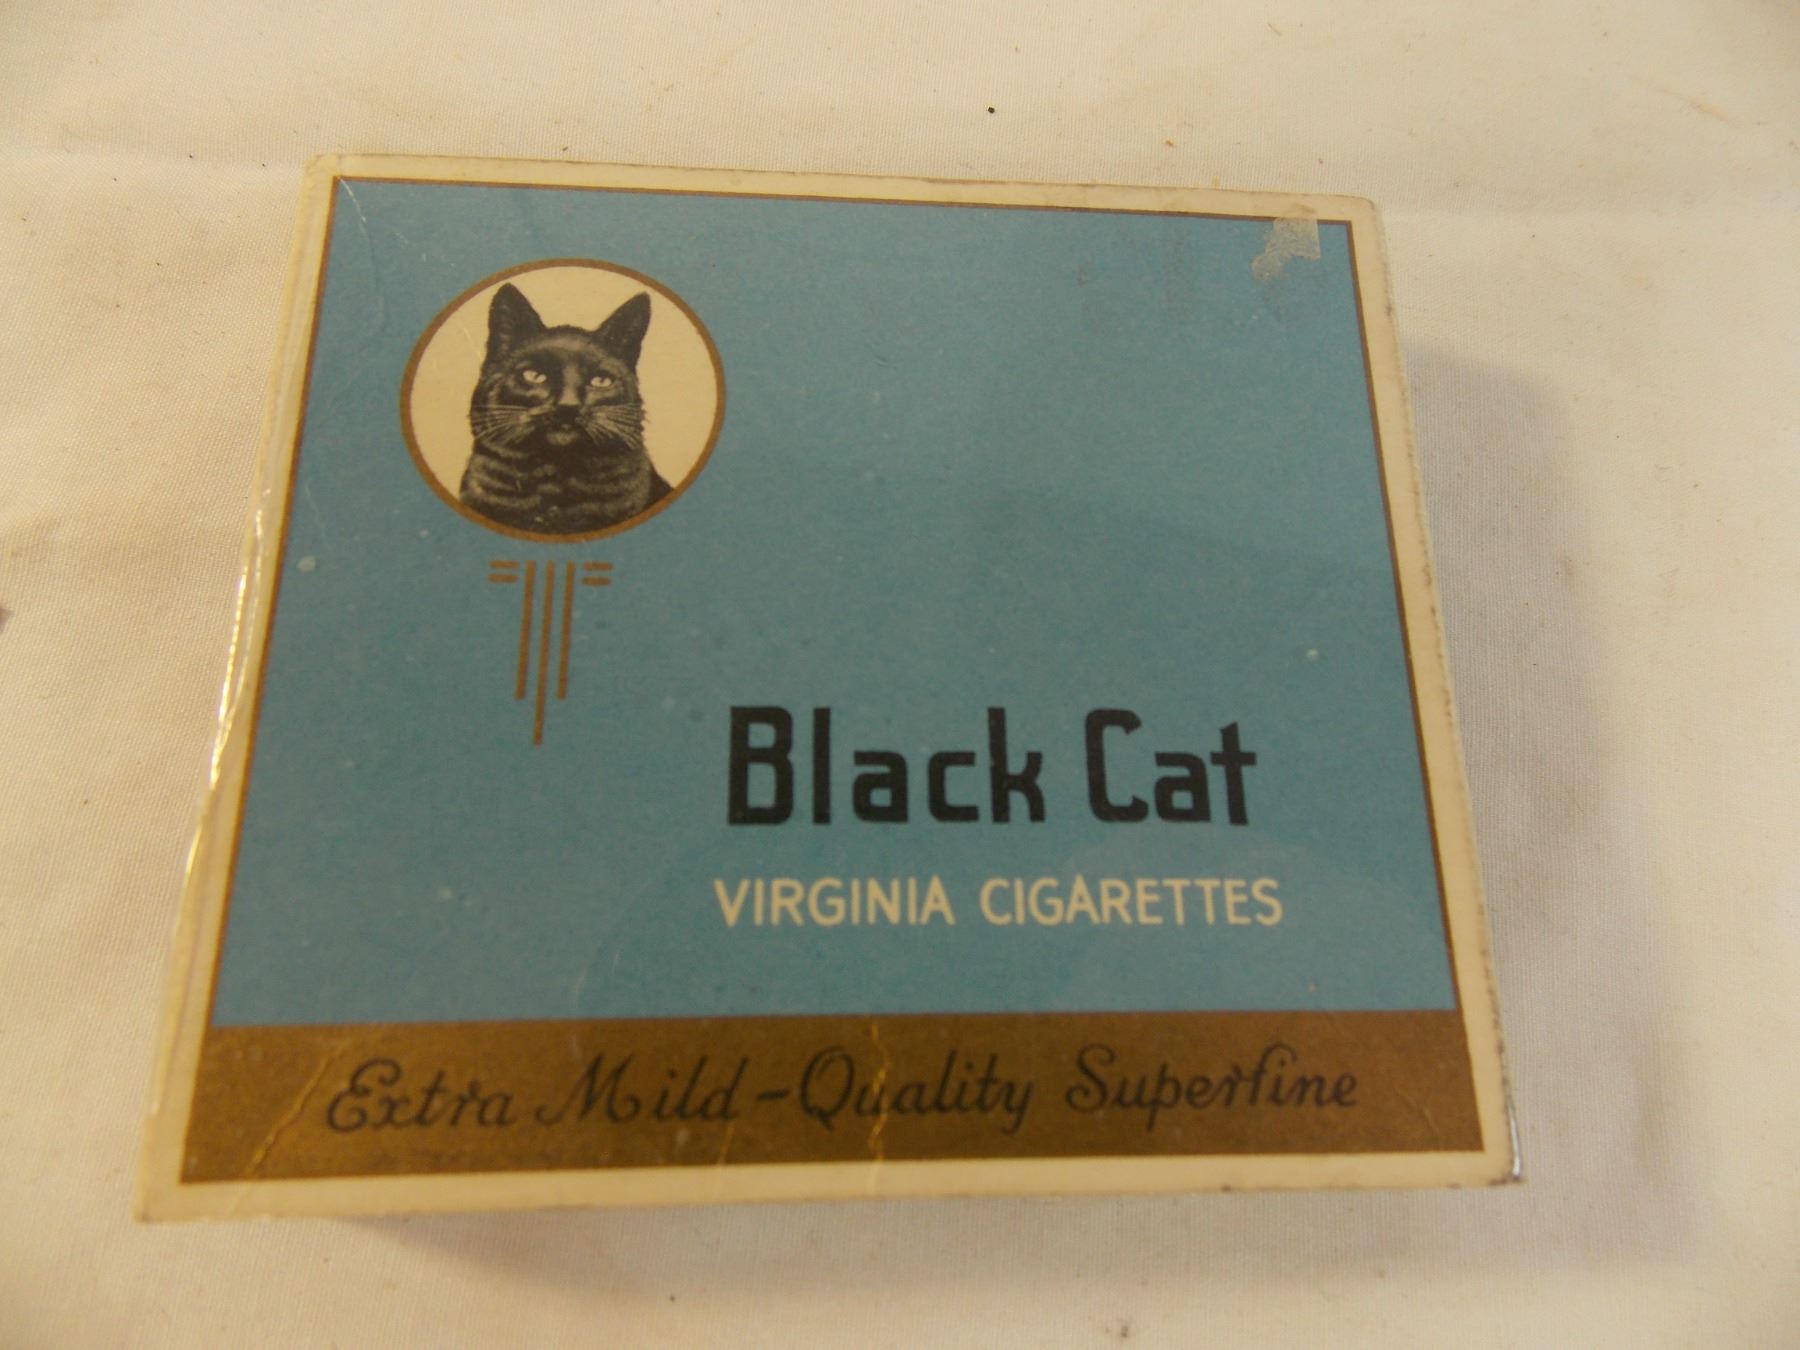 Black Cat
VIRGINIA CIGARETTES
Extra Mild-Quality Superfine